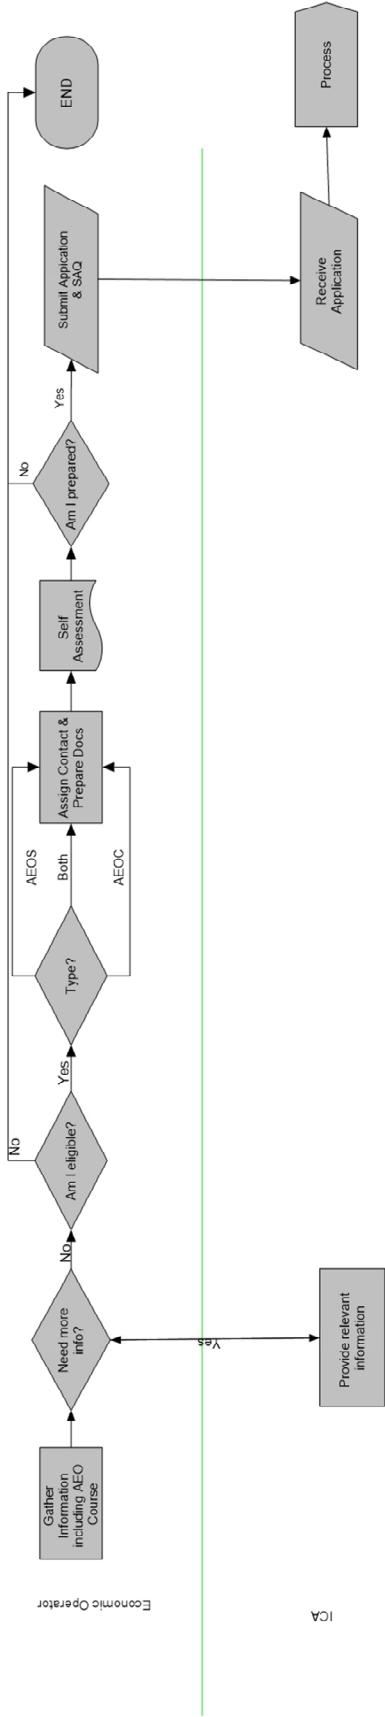 Economic Operator
Gather
Information
including AEO
Course
Need more
info?
No
Am I eligible?
No
Yes
Type?
AEOS
Both
AEOC
Assign Contact &
Prepare Docs
Self
Assessment
Am I prepared?
No
Yes
Submit Appication
& SAQ
END
ICA
Yes
Provide relevant
information
Receive
Application
Process